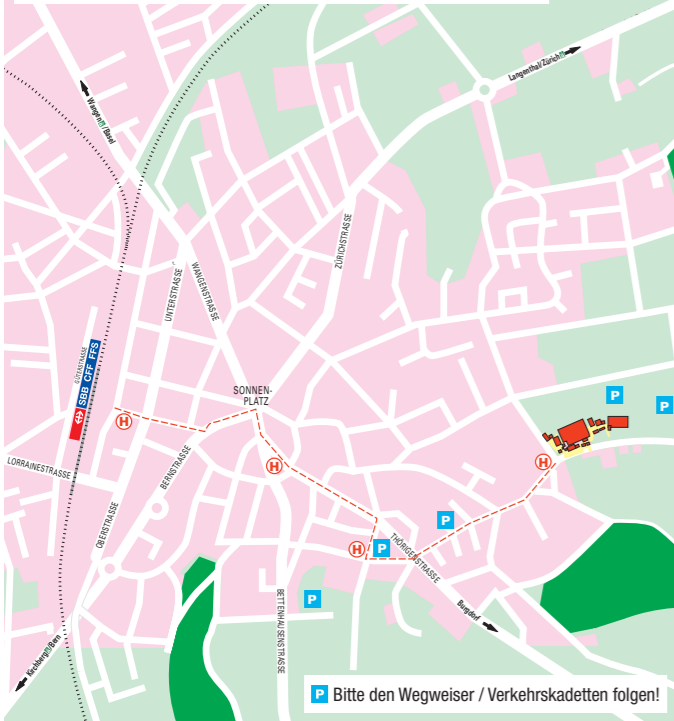 Langenthal/Zürich
Wangen/Basel
ZÜRICHSTRASSE
WANGENSTRASSE
UNTERSTRASSE
GÜTERSTRASSE
SBB CFF FFS
SONNEN-
PLATZ
H
P
P
H
H
LORRAINESTRASSE
BERNSTRASSE
OBERSTRASSE
P
H
P
THÖRIGENSTRASSE
P
BETTENHAUSENSTRASSE
Burgdorf
Kirchberg/Bern
P Bitte den Wegweiser / Verkehrskadetten folgen!